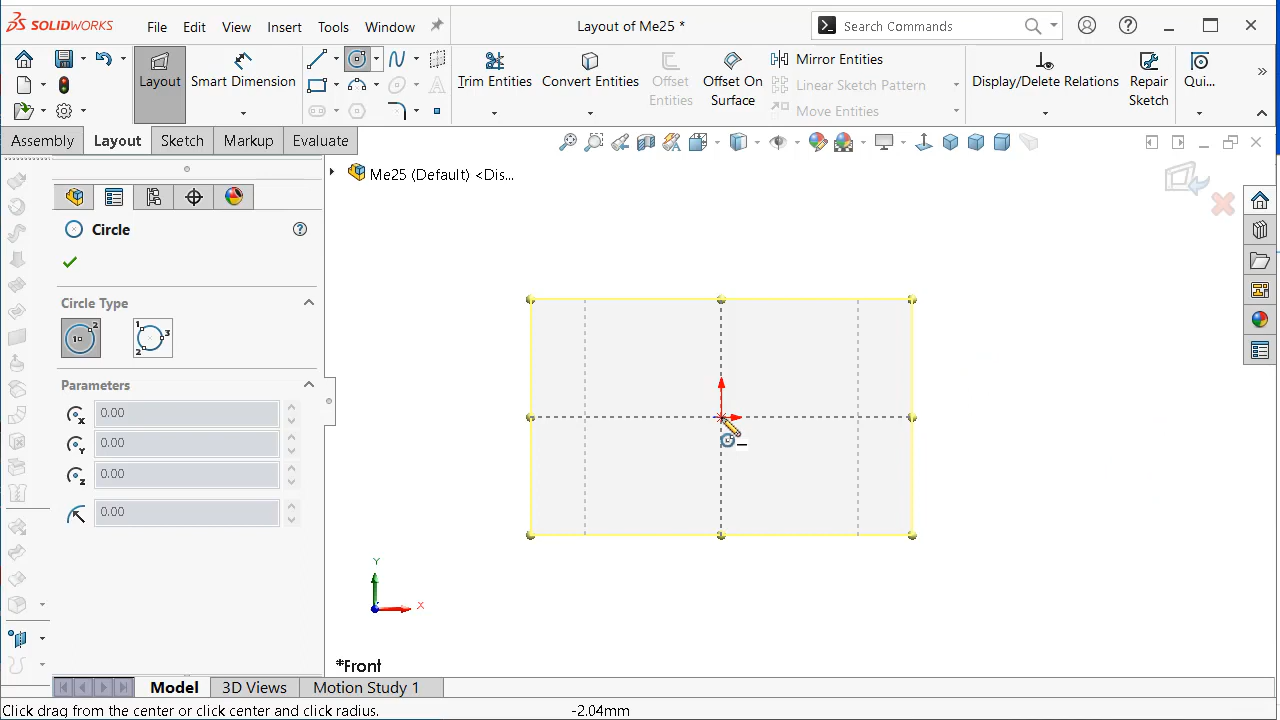 SOLIDWORKS
File Edit View Insert Tools Window
Layout of Me25 *
Search Commands
Layout
Smart Dimension
Trim Entities
Convert Entities
Offset Entities
Offset On Surface
Mirror Entities
Linear Sketch Pattern
Move Entities
Display/Delete Relations
Repair Sketch
Qui...
Assembly Layout Sketch Markup Evaluate
Me25 (Default) <Dis...
Circle
Circle Type
Parameters
0.00
0.00
0.00
0.00
Y
X
*Front
Model 3D Views Motion Study 1
Click drag from the center or click center and click radius.
-2.04mm